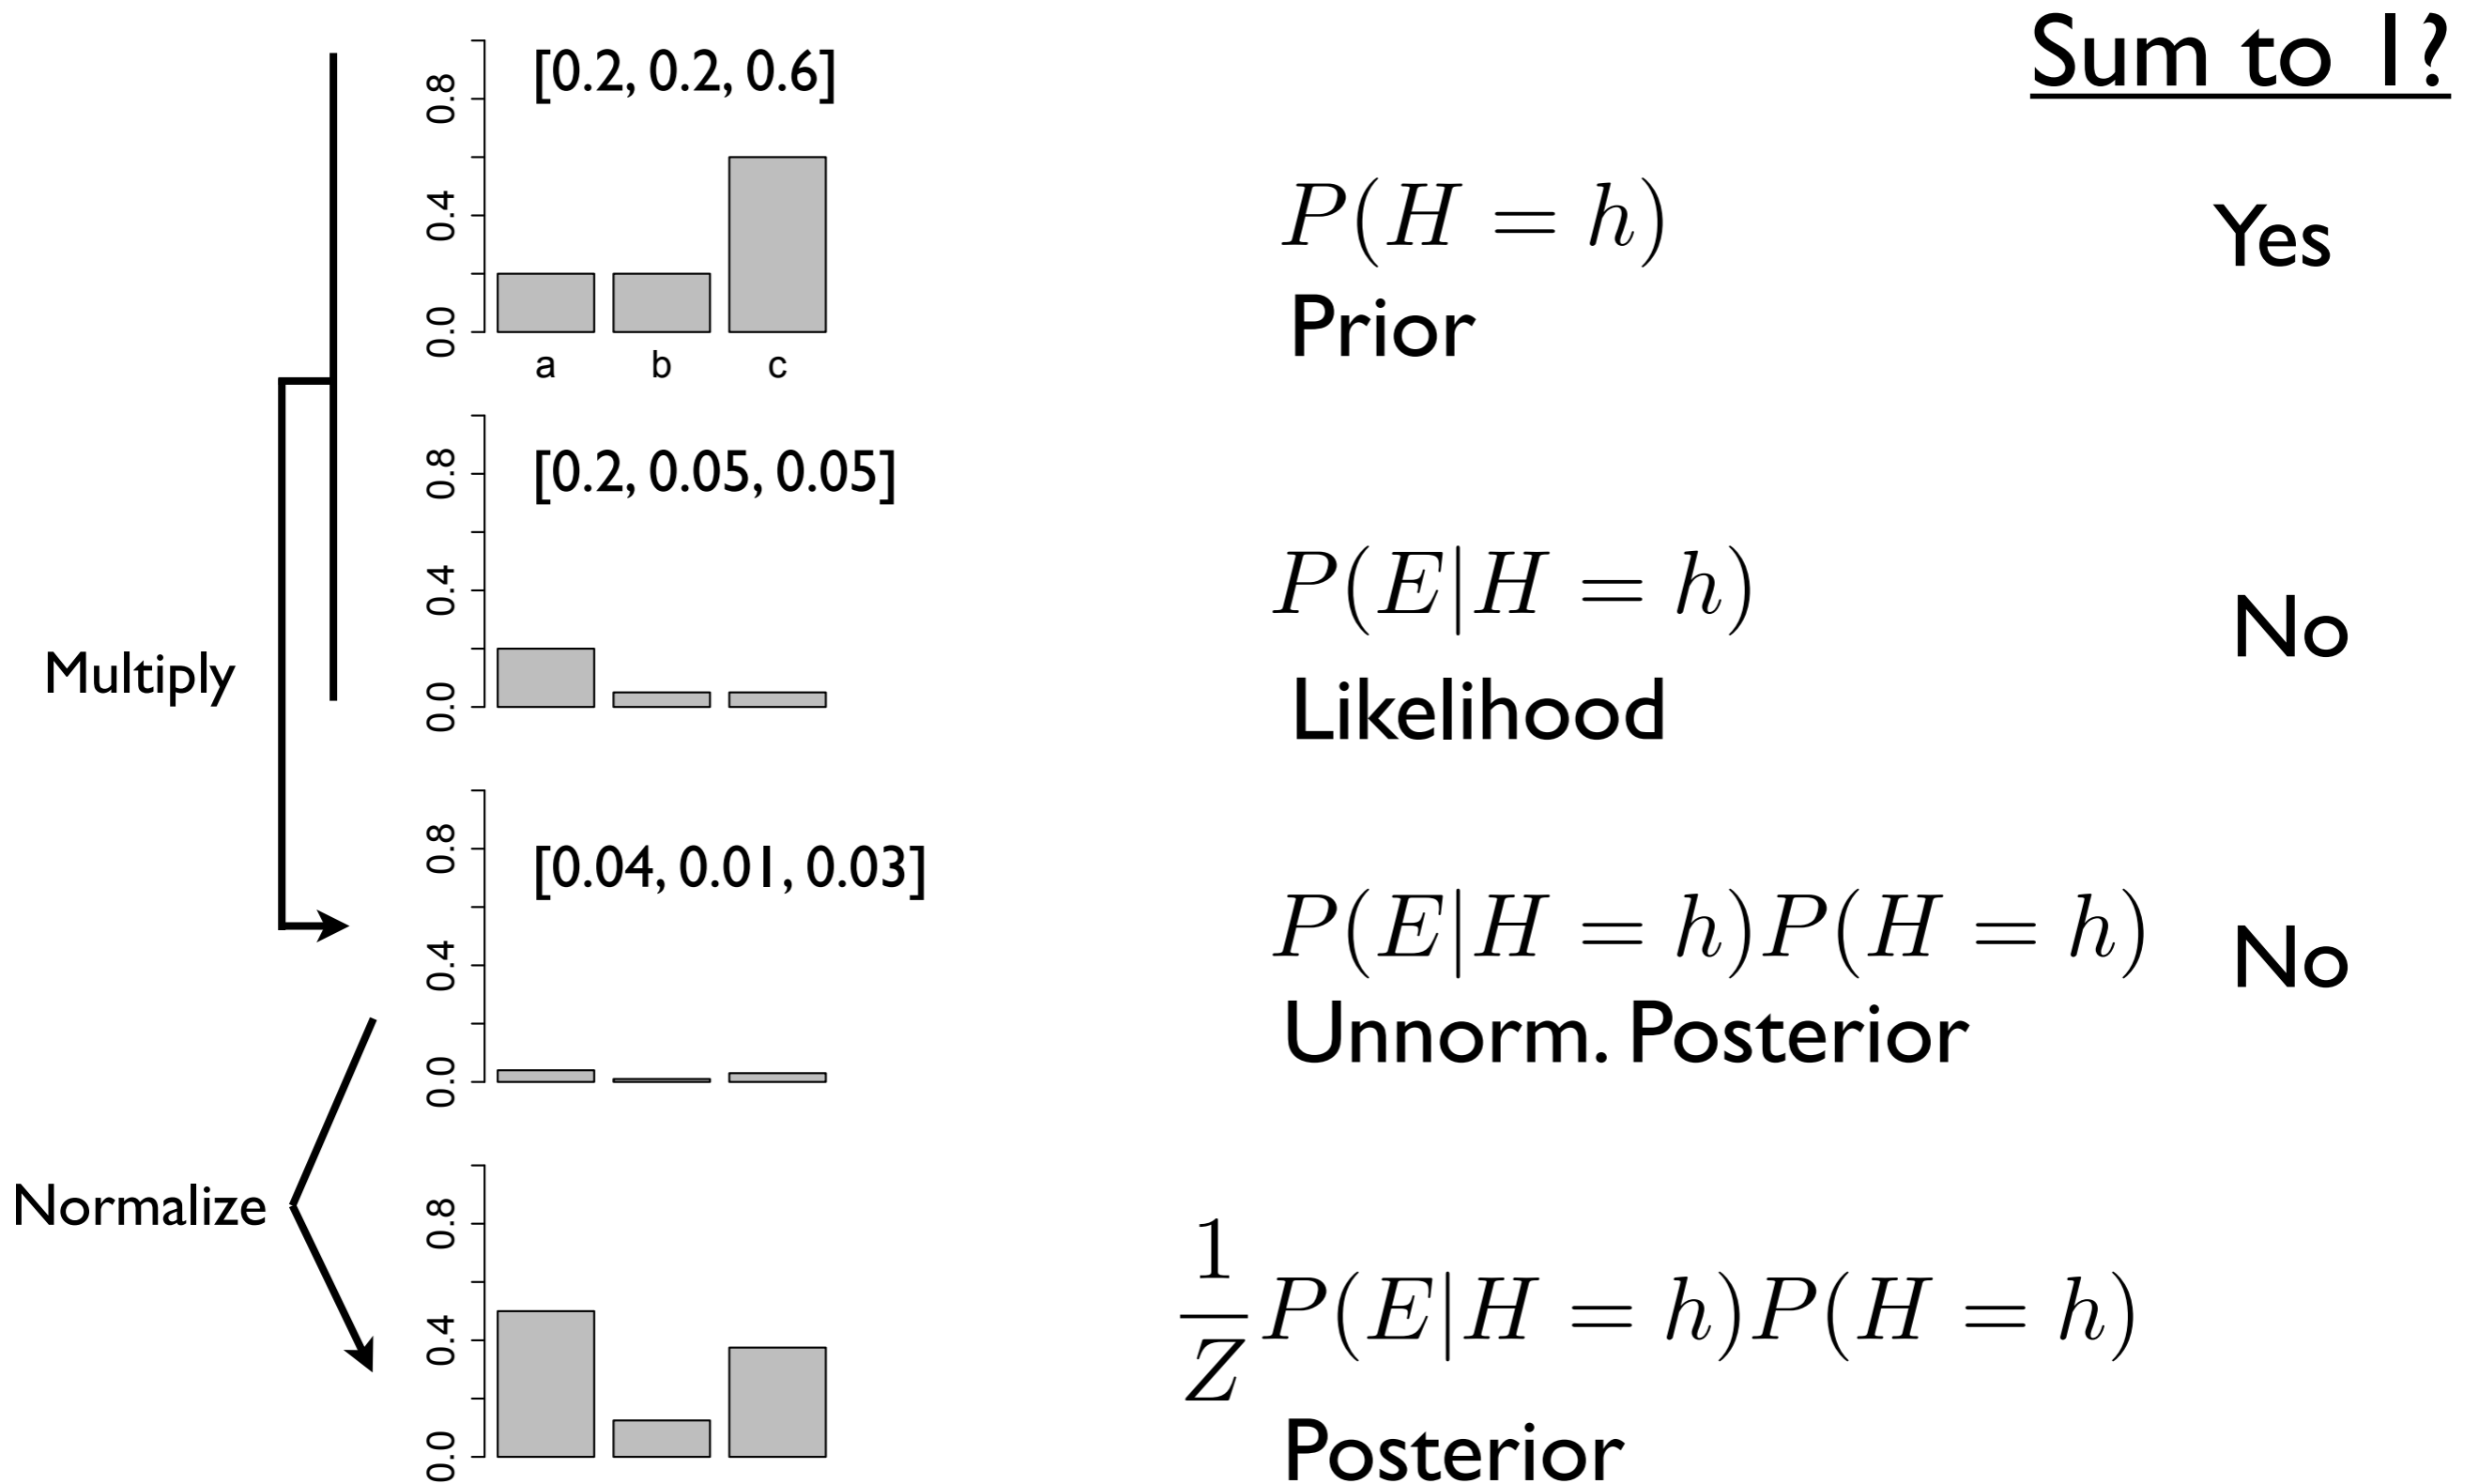 Sum to 1?
[0.2, 0.2, 0.6]
0.0 0.4 0.8
a b c
P(H = h)
Prior
Yes
[0.2, 0.05, 0.05]
0.0 0.4 0.8
P(E|H = h)
Likelihood
No
Multiply
[0.04, 0.01, 0.03]
0.0 0.4 0.8
P(E|H = h)P(H = h)
Unnorm. Posterior
No
Normalize
0.0 0.4 0.8
1
Z
P(E|H = h)P(H = h)
Posterior